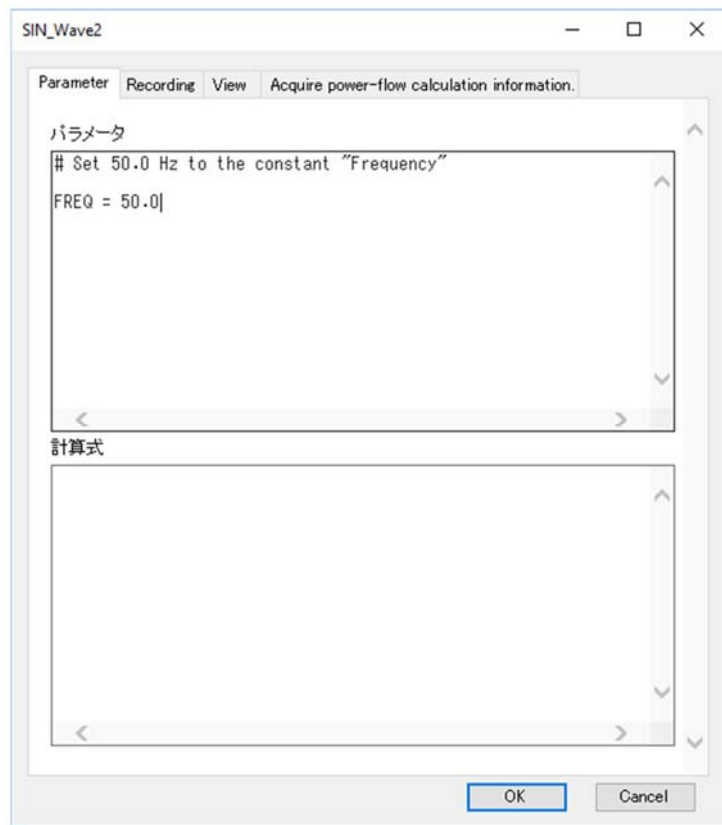 SIN_Wave2
Parameter Recording View Acquire power-flow calculation information.
パラメータ
# Set 50.0 Hz to the constant "Frequency"
FREQ = 50.0
計算式
OK Cancel